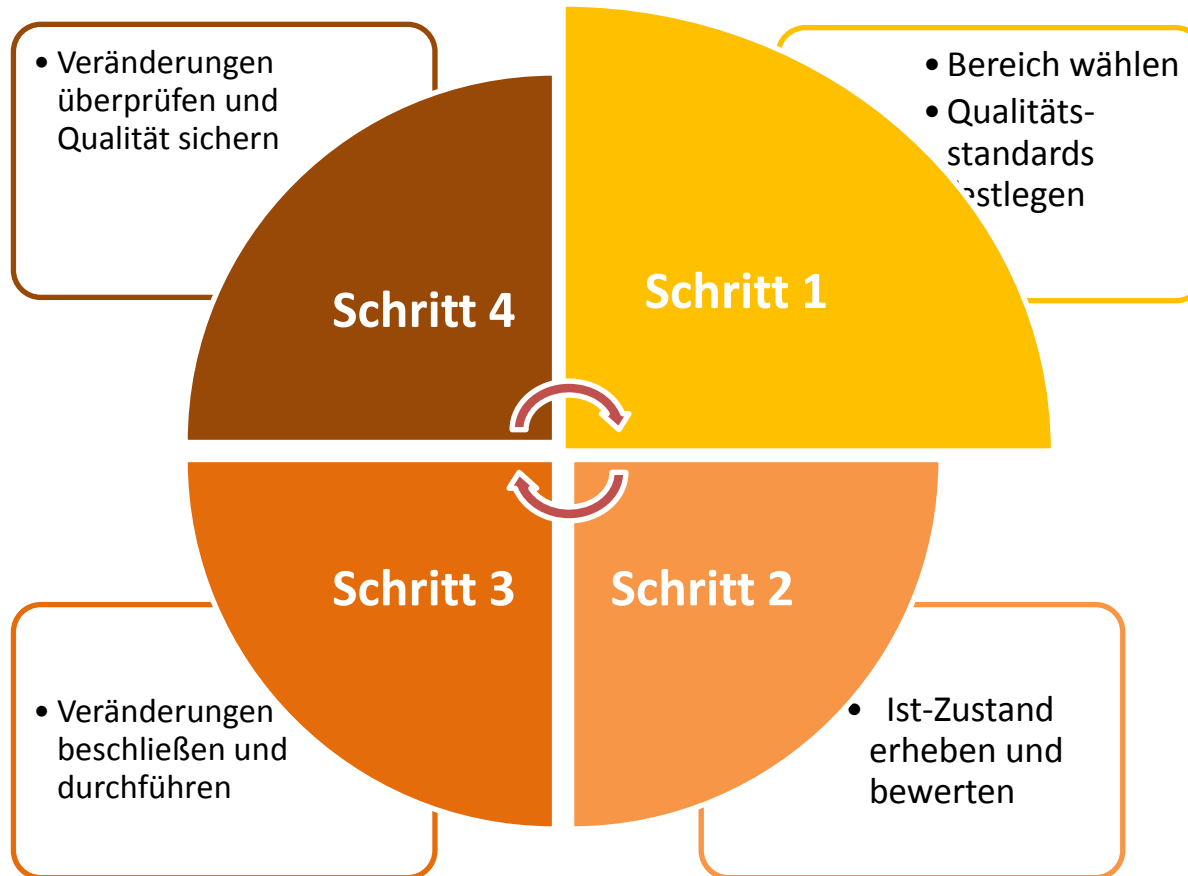 • Veränderungen
überprüfen und
Qualität sichern
• Bereich wählen
• Qualitäts-
standards
festlegen
Schritt 4
Schritt 1
Schritt 3
Schritt 2
• Veränderungen
beschließen und
durchführen
• Ist-Zustand
erheben und
bewerten